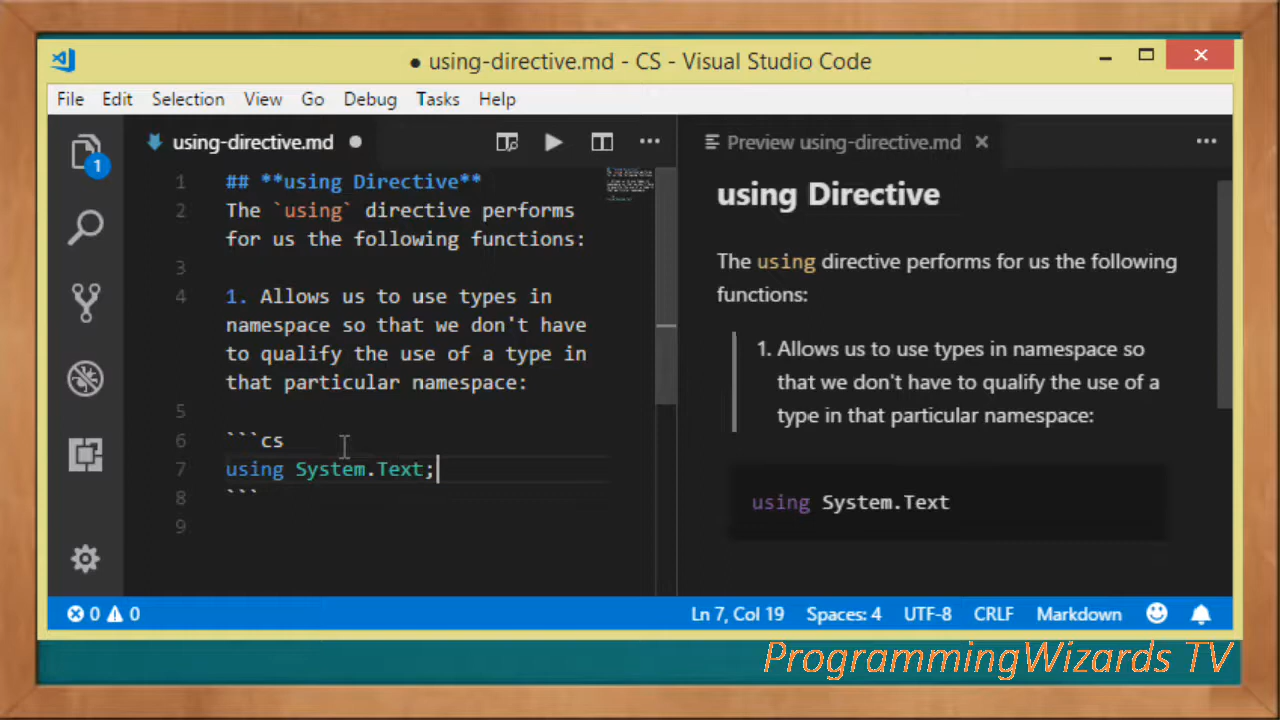 ● using-directive.md - CS - Visual Studio Code
File Edit Selection View Go Debug Tasks Help
using-directive.md ●
Preview using-directive.md ×
1
1 ## **using Directive**
2 The `using` directive performs
for us the following functions:
3
4 1. Allows us to use types in
namespace so that we don't have
to qualify the use of a type in
that particular namespace:
5
6 ```cs
7 using System.Text;
8 ```
9
using Directive
The using directive performs for us the following
functions:
1. Allows us to use types in namespace so
that we don't have to qualify the use of a
type in that particular namespace:
using System.Text
0 0 Ln 7, Col 19 Spaces: 4 UTF-8 CRLF Markdown
ProgrammingWizards TV